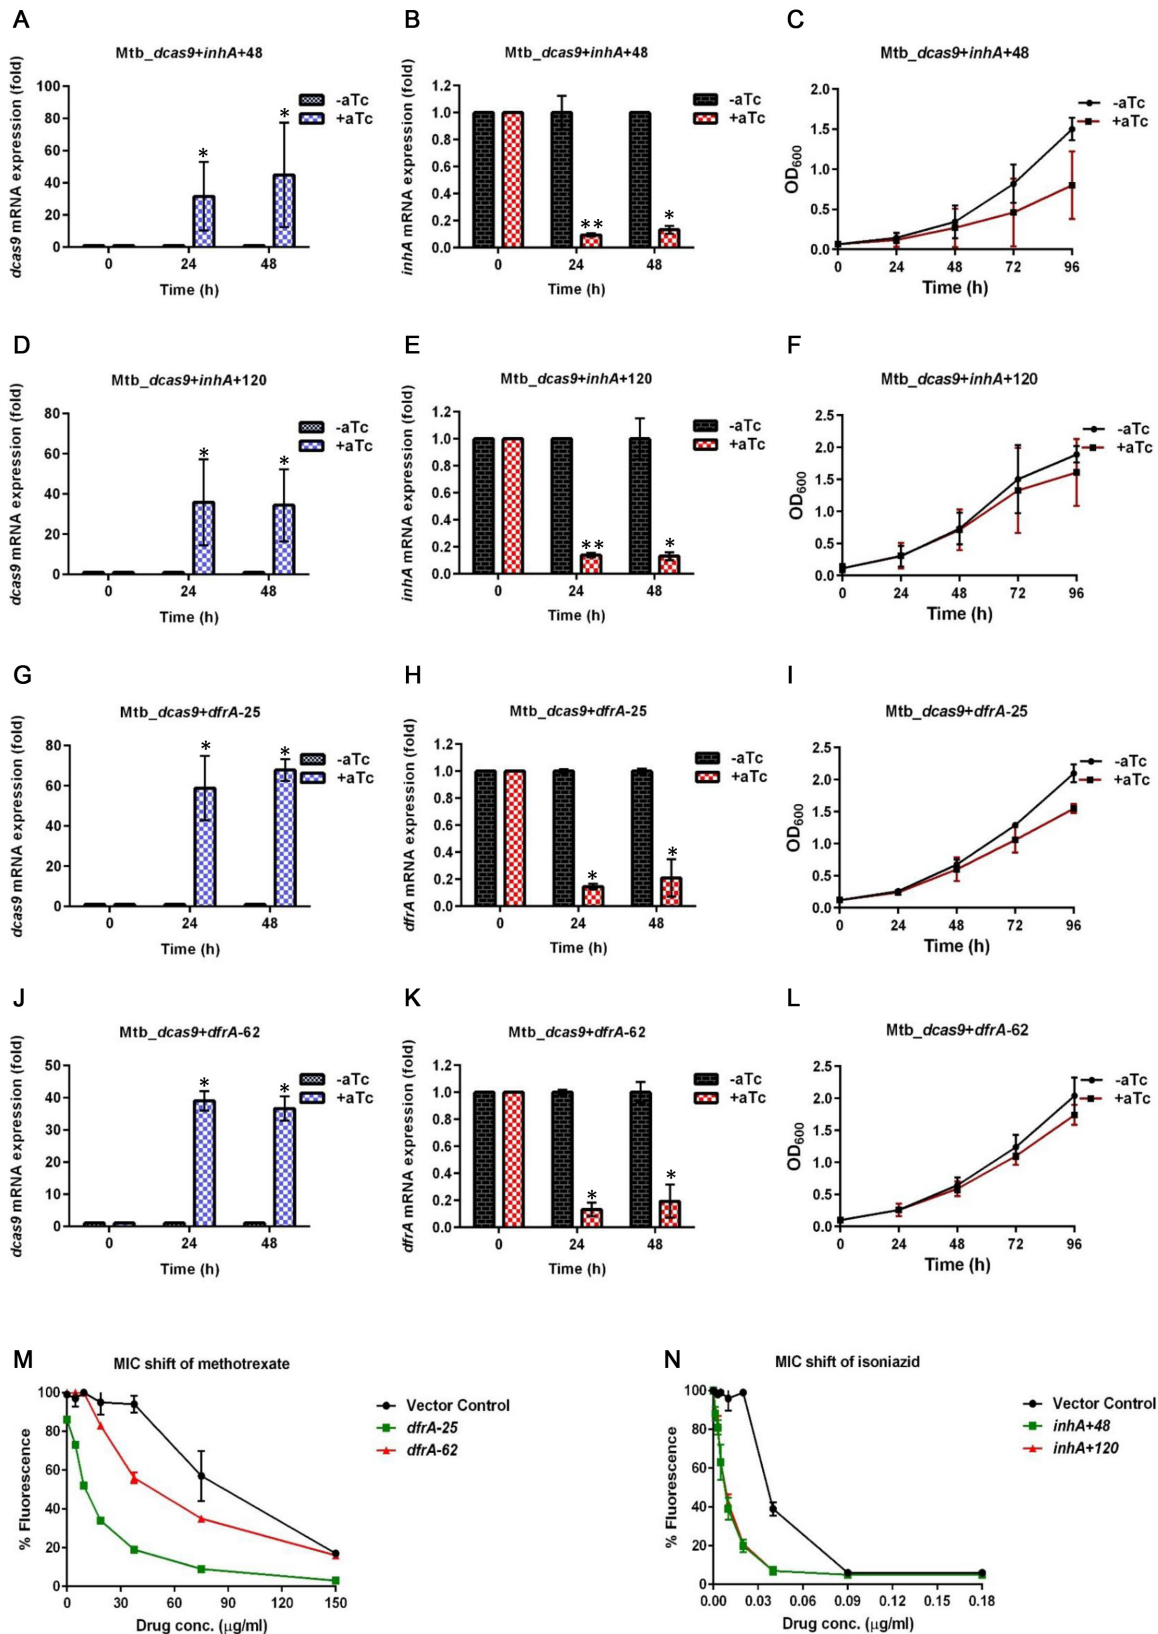 A
Mtb_dcas9+inhA+48
dcas9 mRNA expression (fold)
100
80
60
40
20
0
*
*
-aTc
+aTc
0 24 48
Time (h)
B
Mtb_dcas9+inhA+48
inhA mRNA expression (fold)
1.2
1.0
0.8
0.6
0.4
0.2
0.0
**
*
-aTc
+aTc
0 24 48
Time (h)
C
Mtb_dcas9+inhA+48
OD600
2.0
1.5
1.0
0.5
0.0
-aTc
+aTc
0 24 48 72 96
Time (h)
D
Mtb_dcas9+inhA+120
dcas9 mRNA expression (fold)
80
60
40
20
0
*
*
-aTc
+aTc
0 24 48
Time (h)
E
Mtb_dcas9+inhA+120
inhA mRNA expression (fold)
1.2
1.0
0.8
0.6
0.4
0.2
0.0
**
*
-aTc
+aTc
0 24 48
Time (h)
F
Mtb_dcas9+inhA+120
OD600
2.5
2.0
1.5
1.0
0.5
0.0
-aTc
+aTc
0 24 48 72 96
Time (h)
G
Mtb_dcas9+dfrA-25
dcas9 mRNA expression (fold)
80
60
40
20
0
*
*
-aTc
+aTc
0 24 48
Time (h)
H
Mtb_dcas9+dfrA-25
dfrA mRNA expression (fold)
1.2
1.0
0.8
0.6
0.4
0.2
0.0
*
*
-aTc
+aTc
0 24 48
Time (h)
I
Mtb_dcas9+dfrA-25
OD600
2.5
2.0
1.5
1.0
0.5
0.0
-aTc
+aTc
0 24 48 72 96
Time (h)
J
Mtb_dcas9+dfrA-62
dcas9 mRNA expression (fold)
50
40
30
20
10
0
*
*
-aTc
+aTc
0 24 48
Time (h)
K
Mtb_dcas9+dfrA-62
dfrA mRNA expression (fold)
1.2
1.0
0.8
0.6
0.4
0.2
0.0
*
*
-aTc
+aTc
0 24 48
Time (h)
L
Mtb_dcas9+dfrA-62
OD600
2.5
2.0
1.5
1.0
0.5
0.0
-aTc
+aTc
0 24 48 72 96
Time (h)
M
MIC shift of methotrexate
% Fluorescence
100
80
60
40
20
0
Vector Control
dfrA-25
dfrA-62
0 30 60 90 120 150
Drug conc. (μg/ml)
N
MIC shift of isoniazid
% Fluorescence
100
80
60
40
20
0
Vector Control
inhA+48
inhA+120
0.00 0.03 0.06 0.09 0.12 0.15 0.18
Drug conc. (μg/ml)